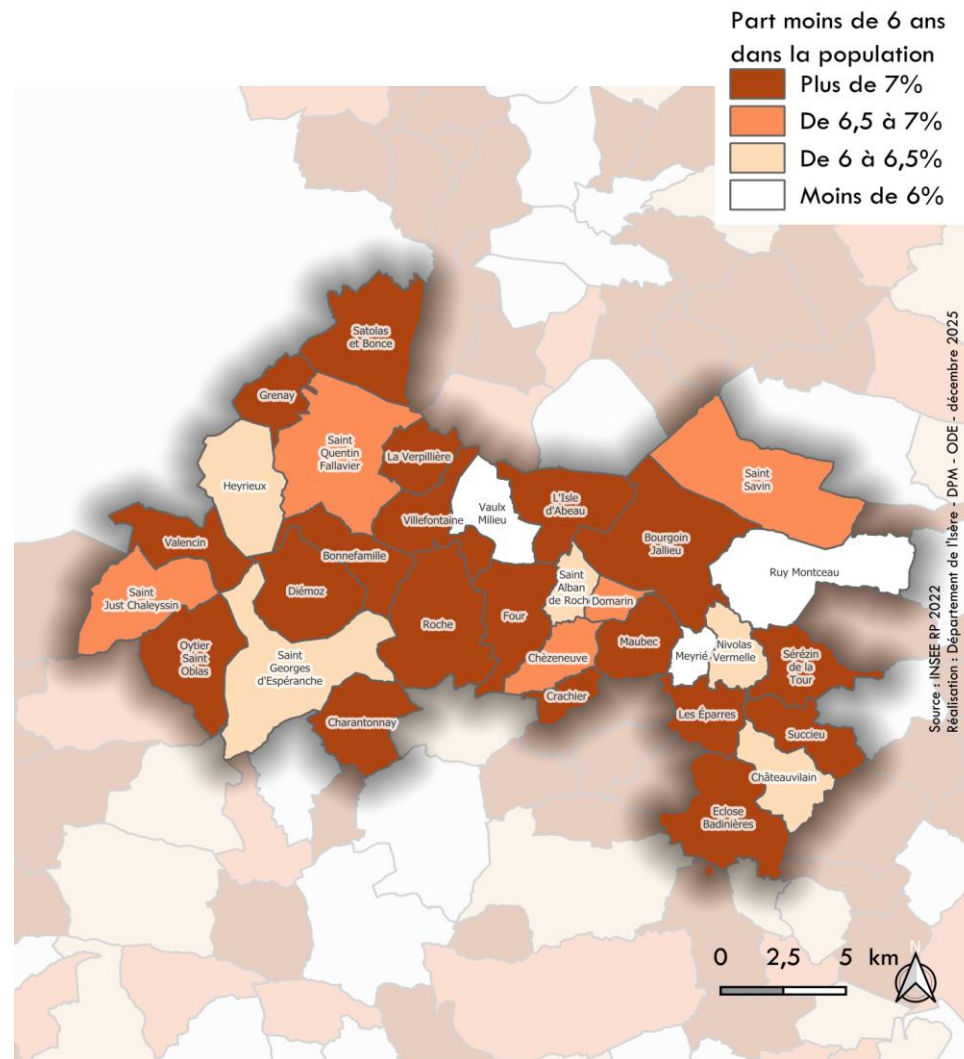 Part moins de 6 ans
dans la population
Plus de 7%
De 6,5 à 7%
De 6 à 6,5%
Moins de 6%
Satolas
et Bonce
Grenay
Saint
Quentin
Fallavier
La Verpillière
Heyrieux
Villefontaine
Vaulx
Milieu
L'Isle
d'Abeau
Saint
Savin
Bourgoin
Jallieu
Valencin
Bonnefamille
Ruy Montceau
Saint
Just Chaleyssin
Diémoz
Saint
Alban
de Roche
Domarin
Roche
Four
Oytier
Saint
Oblas
Saint
Georges
d'Espéranche
Chèzeneuve
Maubec
Meyrié
Nivolas
Vermelle
Sérézin
de la
Tour
Crachier
Charantonnay
Les Éparres
Succieu
Châteauvilain
Eclose
Badinières
0 2,5 5 km
N
Source : INSEE RP 2022
Réalisation : Département de l'Isère - DPM - ODE - décembre 2025